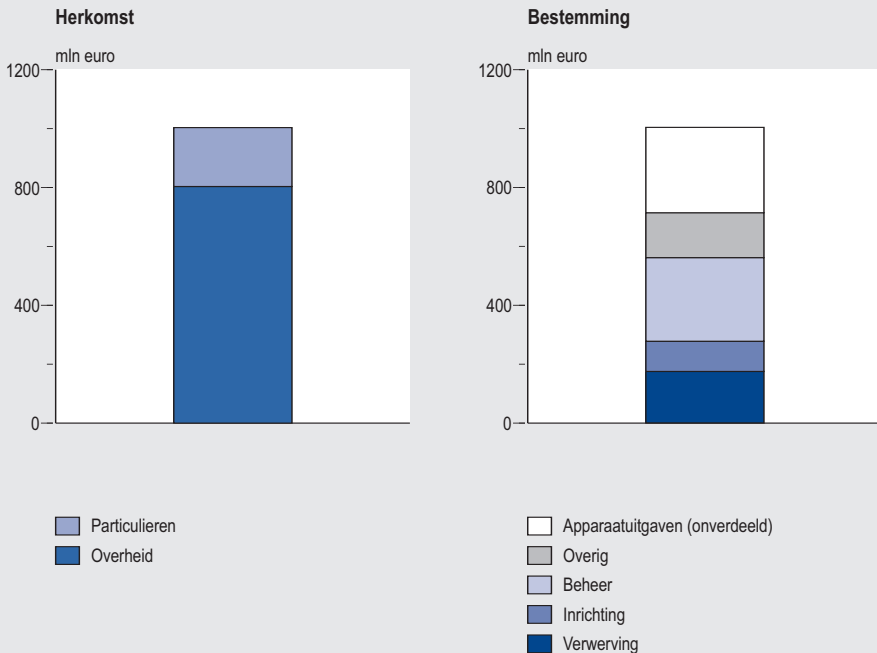 Herkomst
mln euro
1200
800
400
0
Particulieren
Overheid
Bestemming
mln euro
1200
800
400
0
Apparaatuitgaven (onverdeeld)
Overig
Beheer
Inrichting
Verwerving